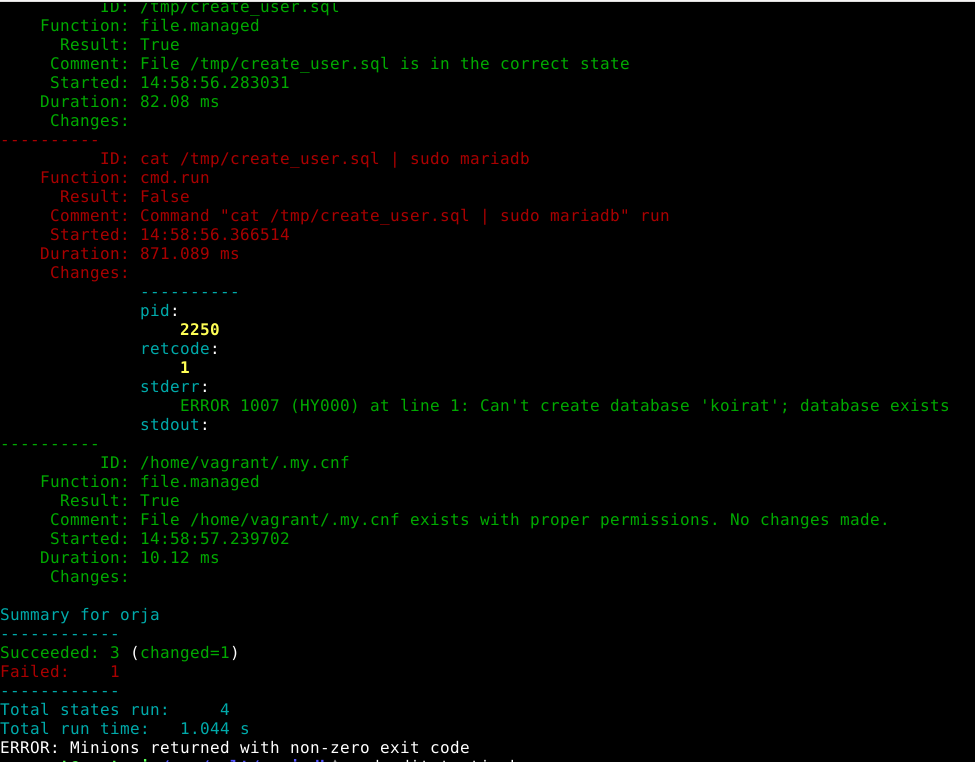 ID: /tmp/create_user.sql
Function: file.managed
Result: True
Comment: File /tmp/create_user.sql is in the correct state
Started: 14:58:56.283031
Duration: 82.08 ms
Changes:
----------
ID: cat /tmp/create_user.sql | sudo mariadb
Function: cmd.run
Result: False
Comment: Command "cat /tmp/create_user.sql | sudo mariadb" run
Started: 14:58:56.366514
Duration: 871.089 ms
Changes:
----------
pid:
2250
retcode:
1
stderr:
ERROR 1007 (HY000) at line 1: Can't create database 'koirat'; database exists
stdout:
----------
ID: /home/vagrant/.my.cnf
Function: file.managed
Result: True
Comment: File /home/vagrant/.my.cnf exists with proper permissions. No changes made.
Started: 14:58:57.239702
Duration: 10.12 ms
Changes:
Summary for orja
------------
Succeeded: 3 (changed=1)
Failed: 1
------------
Total states run: 4
Total run time: 1.044 s
ERROR: Minions returned with non-zero exit code